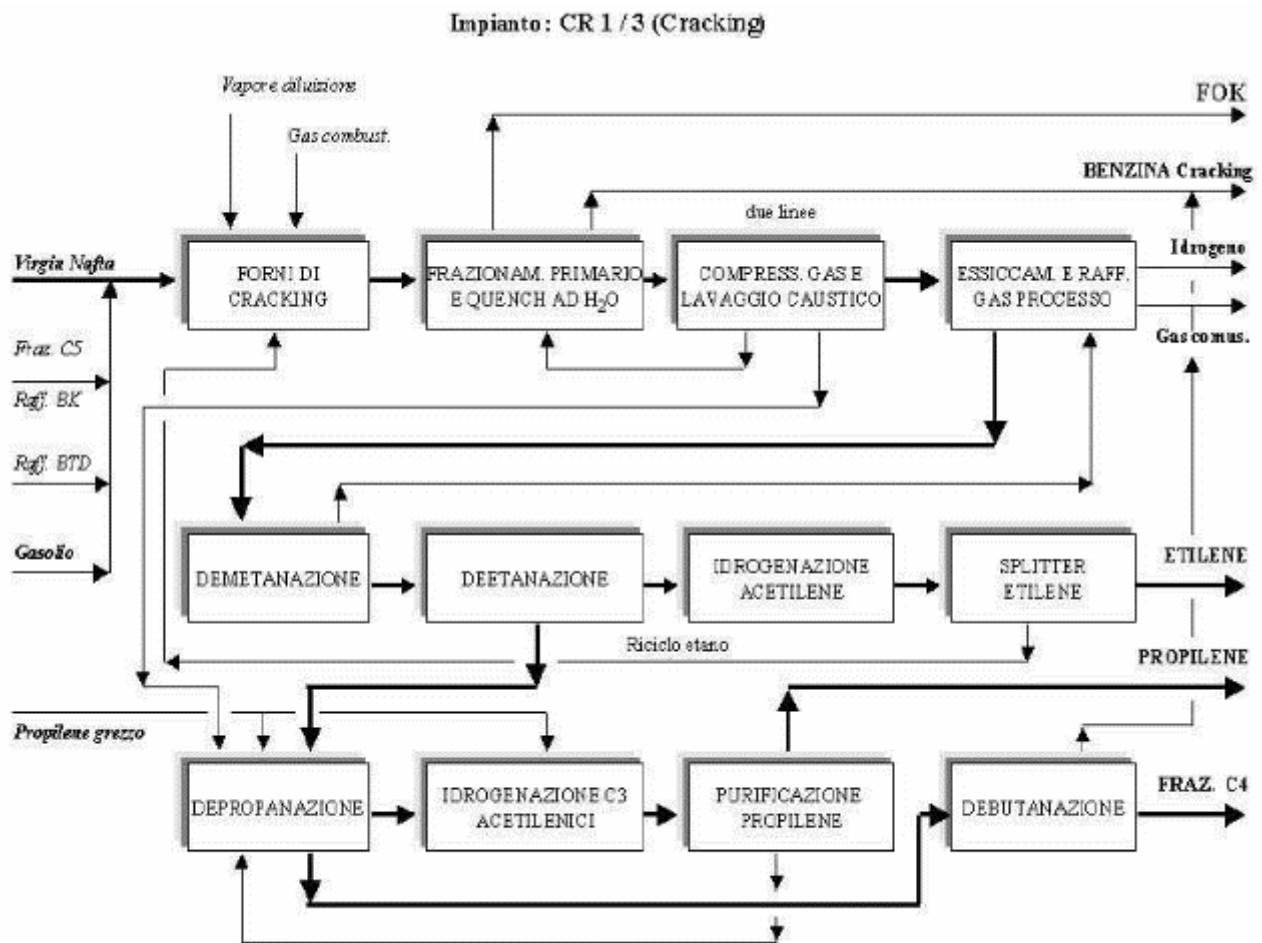 Impianto: CR 1 / 3 (Cracking)
Vapore diluizione
FOK
Gas combust.
BENZINA Cracking
due linee
Virgin Nafta
FORNI DI
CRACKING
FRAZIONAM. PRIMARIO
E QUENCH AD H₂O
COMPRESS. GAS E
LAVAGGIO CAUSTICO
ESSICCAM. E RAFF.
GAS PROCESSO
Idrogeno
Gas comus.
Fraz. C5
Raff. BK
Raff. BTD
Gasolio
DEMETANAZIONE
DEETANAZIONE
IDROGENAZIONE
ACETILENE
SPLITTER
ETILENE
ETILENE
Riciclo etano
PROPILENE
Propilene grezzo
DEPROPANAZIONE
IDROGENAZIONE C3
ACETILENICI
PURIFICAZIONE
PROPILENE
DEBUTANAZIONE
FRAZ. C4